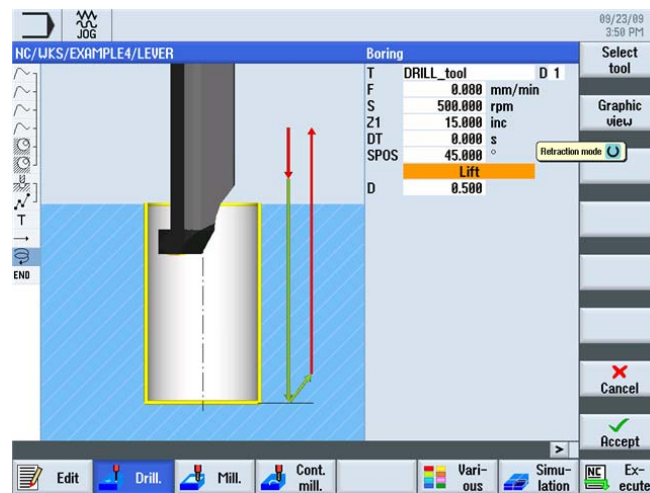 JOG
09/23/09
3:50 PM
NC/WKS/EXAMPLE4/LEVER
Boring
T DRILL_tool D 1
F 0.080 mm/min
S 500.000 rpm
Z1 15.000 inc
DT 0.000 s
SPOS 45.000 °
Lift
D 0.500
Retraction mode
T
END
Select
tool
Graphic
view
Cancel
Accept
>
Edit
Drill.
Mill.
Cont.
mill.
Vari-
ous
Simu-
lation
NC
Ex-
ecute